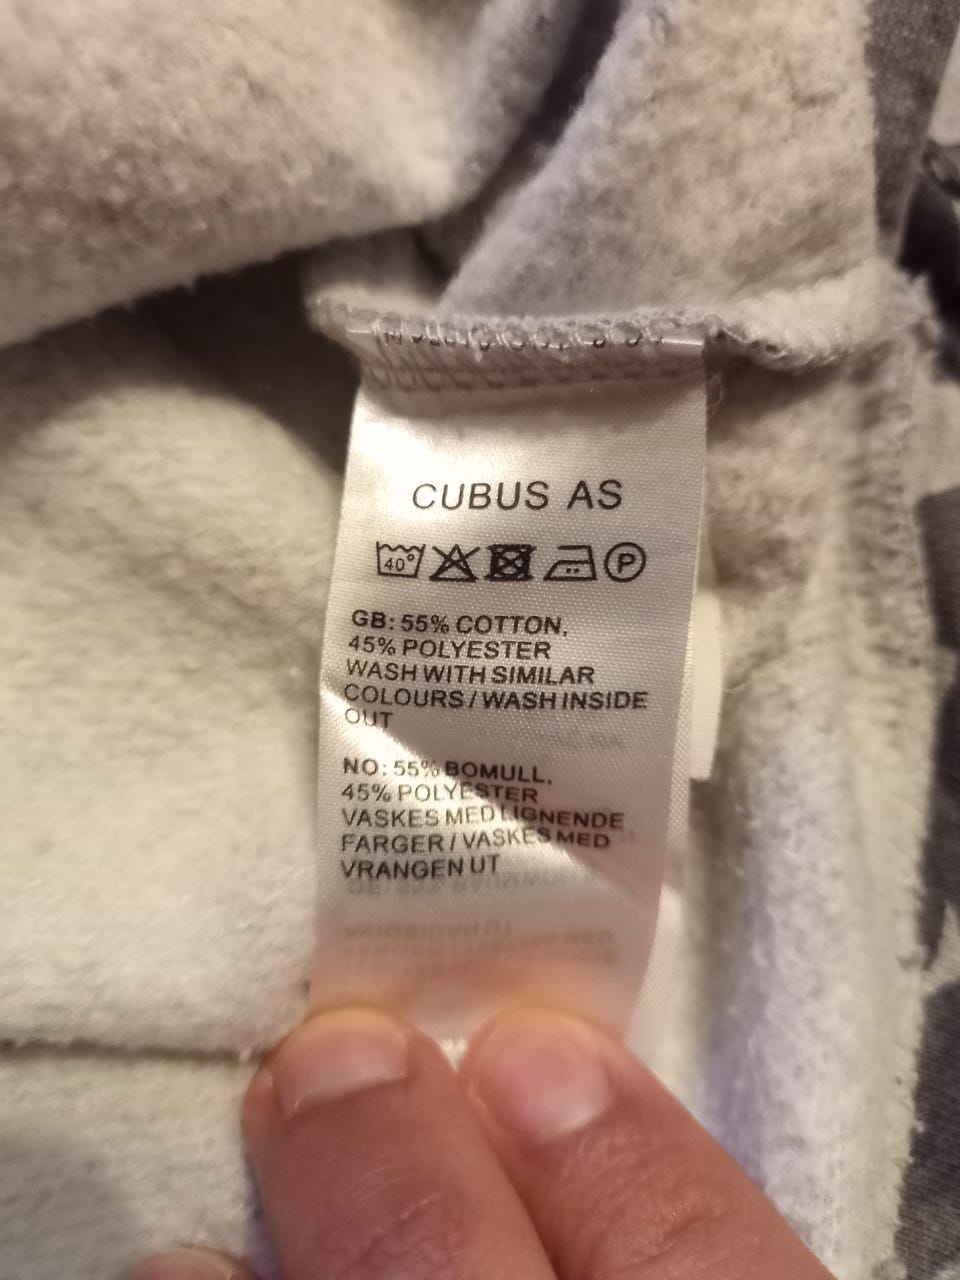 CUBUS AS
40°
P
GB: 55% COTTON,
45% POLYESTER
WASH WITH SIMILAR
COLOURS / WASH INSIDE
OUT
NO: 55% BOMULL,
45% POLYESTER
VASKES MED LIGNENDE
FARGER / VASKES MED
VRANGEN UT